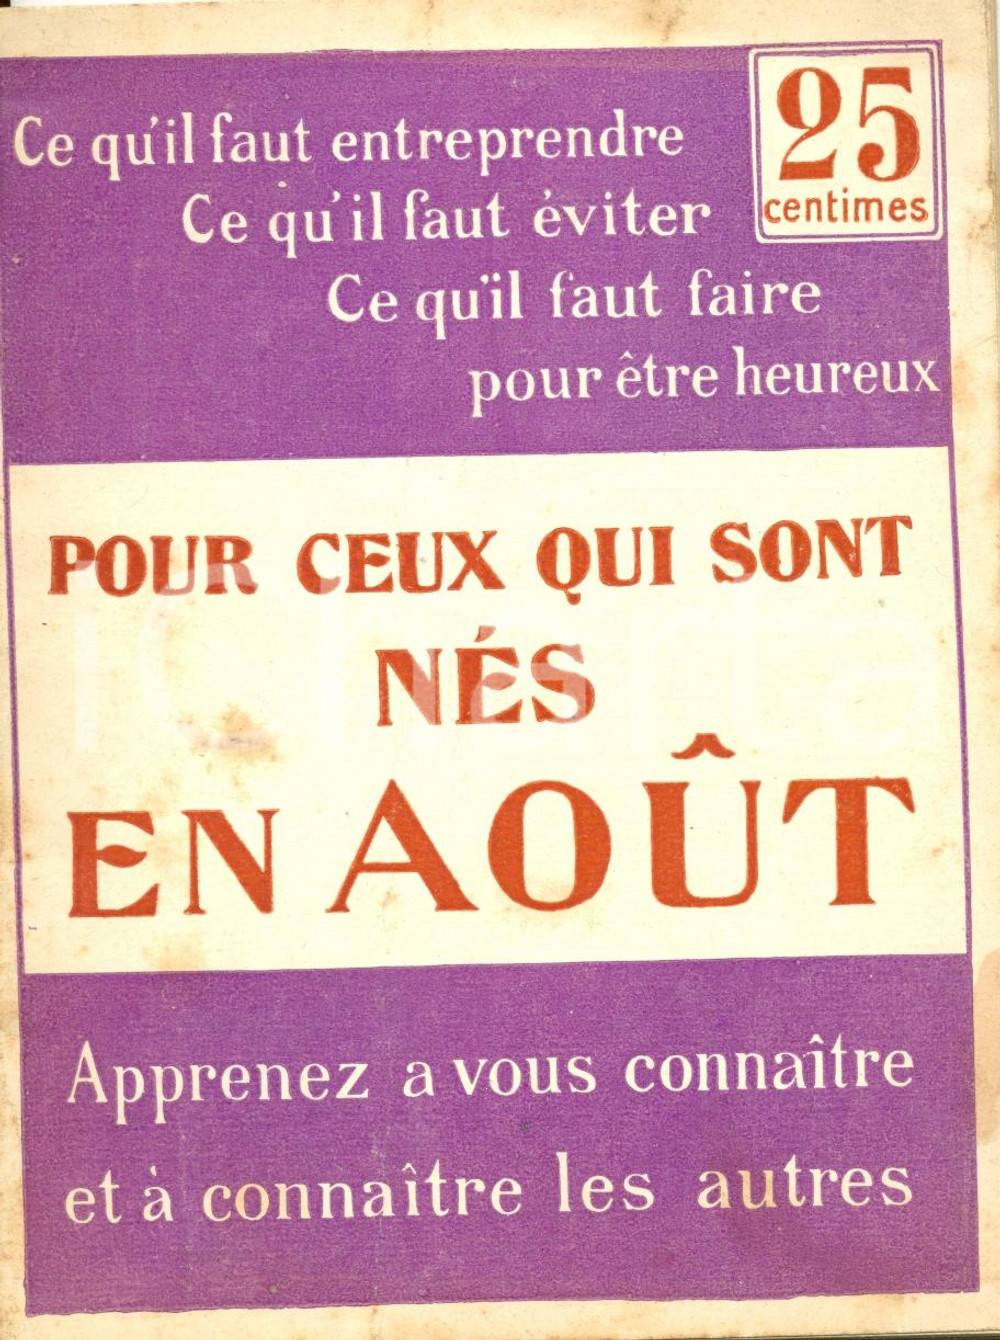 Ce qu'il faut entreprendre
25
centimes
Ce qu'il faut éviter
Ce qu'il faut faire
pour être heureux
POUR CEUX QUI SONT
NÉS
EN AOÛT
Apprenez a vous connaître
et à connaître les autres